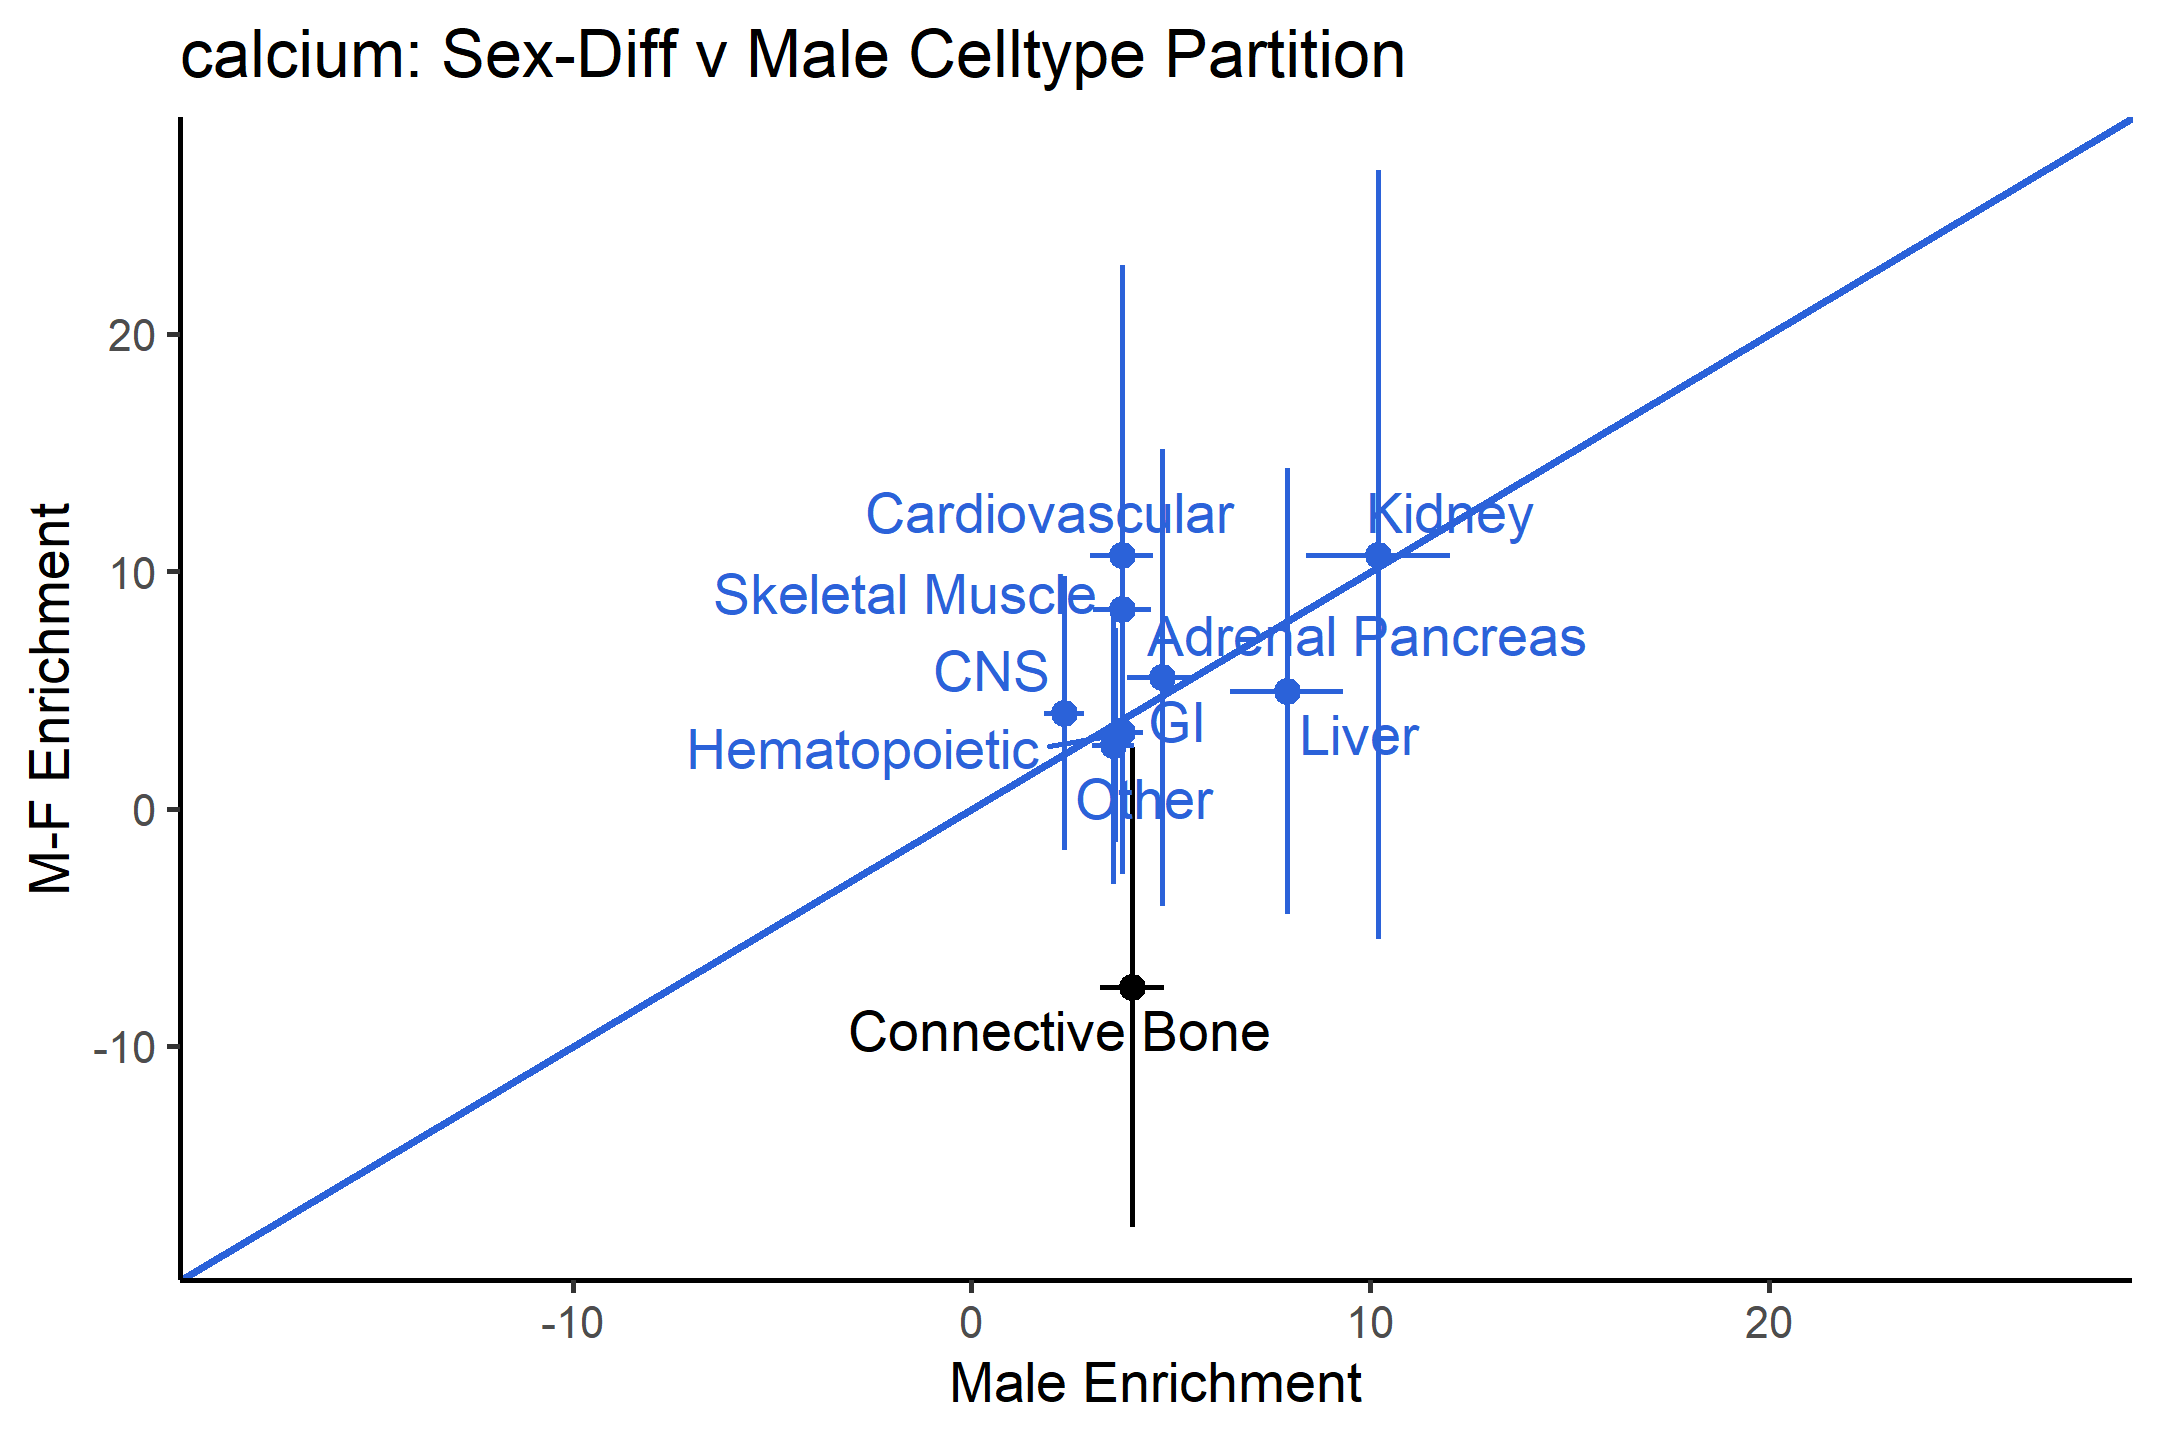 calcium: Sex-Diff v Male Celltype Partition
M-F Enrichment
20
10
0
-10
Cardiovascular
Kidney
Skeletal Muscle
Adrenal Pancreas
CNS
GI
Liver
Hematopoietic
Other
Connective Bone
-10
0
10
20
Male Enrichment